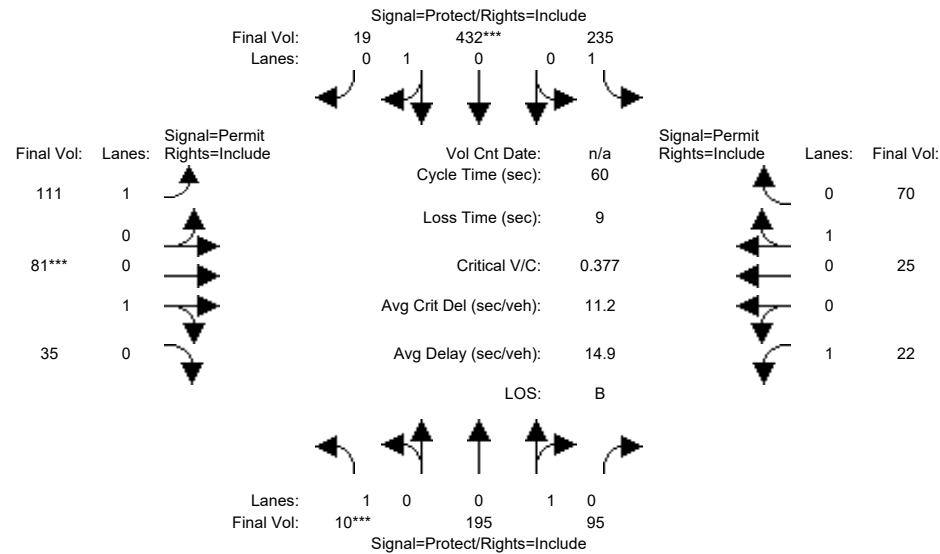 Signal=Protect/Rights=Include
Final Vol: 19 432*** 235
Lanes: 0 1 0 0 1
Signal=Permit Signal=Permit
Final Vol: Lanes: Rights=Include Vol Cnt Date: n/a Rights=Include Lanes: Final Vol:
Cycle Time (sec): 60
111 1 0 70
Loss Time (sec): 9
0 1
81*** 0 Critical V/C: 0.377 0 25
1 Avg Crit Del (sec/veh): 11.2 0
35 0 Avg Delay (sec/veh): 14.9 1 22
LOS: B
Lanes: 1 0 0 1 0
Final Vol: 10*** 195 95
Signal=Protect/Rights=Include